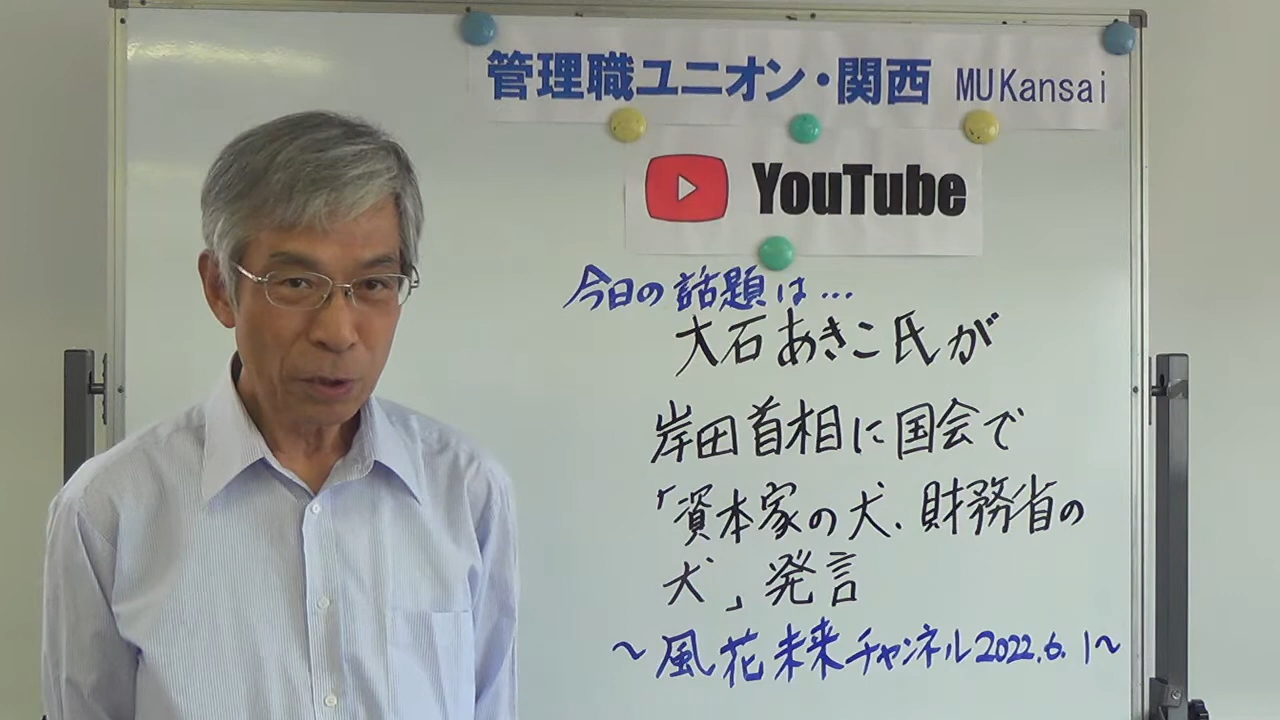 管理職ユニオン・関西 MUKansai
YouTube
今日の話題は…
大石あきこ氏が
岸田首相に国会で
「資本家の犬、財務省の
犬」発言
～風花未来チャンネル2022.6.1～